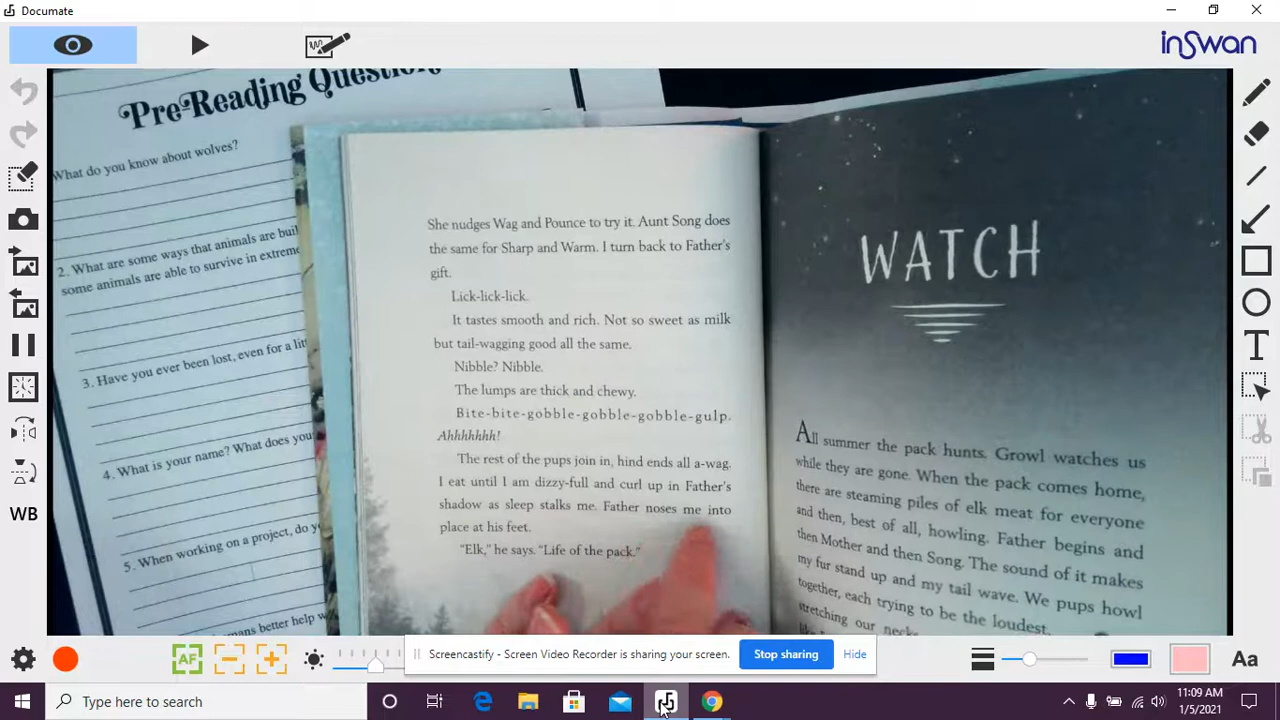 Documate
inSwan
Pre-Reading
What do you know about wolves?
2. What are some ways that animals are
some animals are able to survive in
3. Have you ever been lost, even for a
4. What is your name? What does
5. When working on a project, do
better help
She nudges Wag and Pounce to try it. Aunt Song does
the same for Sharp and Warm. I turn back to Father's
gift.
Lick-lick-lick.
It tastes smooth and rich. Not so sweet as milk
but tail-wagging good all the same.
Nibble? Nibble.
The lumps are thick and chewy.
Bite-bite-gobble-gobble-gobble-gulp.
Ahhhhhhh!
The rest of the pups join in, hind ends all a-wag.
I eat until I am dizzy-full and curl up in Father's
shadow as sleep stalks me. Father noses me into
place at his feet.
"Elk," he says. "Life of the pack."
WATCH
All summer the pack hunts. Growl watches us
while they are gone. When the pack comes home,
there are steaming piles of elk meat for everyone
and then, best of all, howling. Father begins and
then Mother and then Song. The sound of it makes
my fur stand up and my tail wave. We pups howl
together, each trying to be the loudest,
stretching our necks
T
WB
AF
Screencastify - Screen Video Recorder is sharing your screen.
Stop sharing
Hide
Aa
Type here to search
11:09 AM
1/5/2021